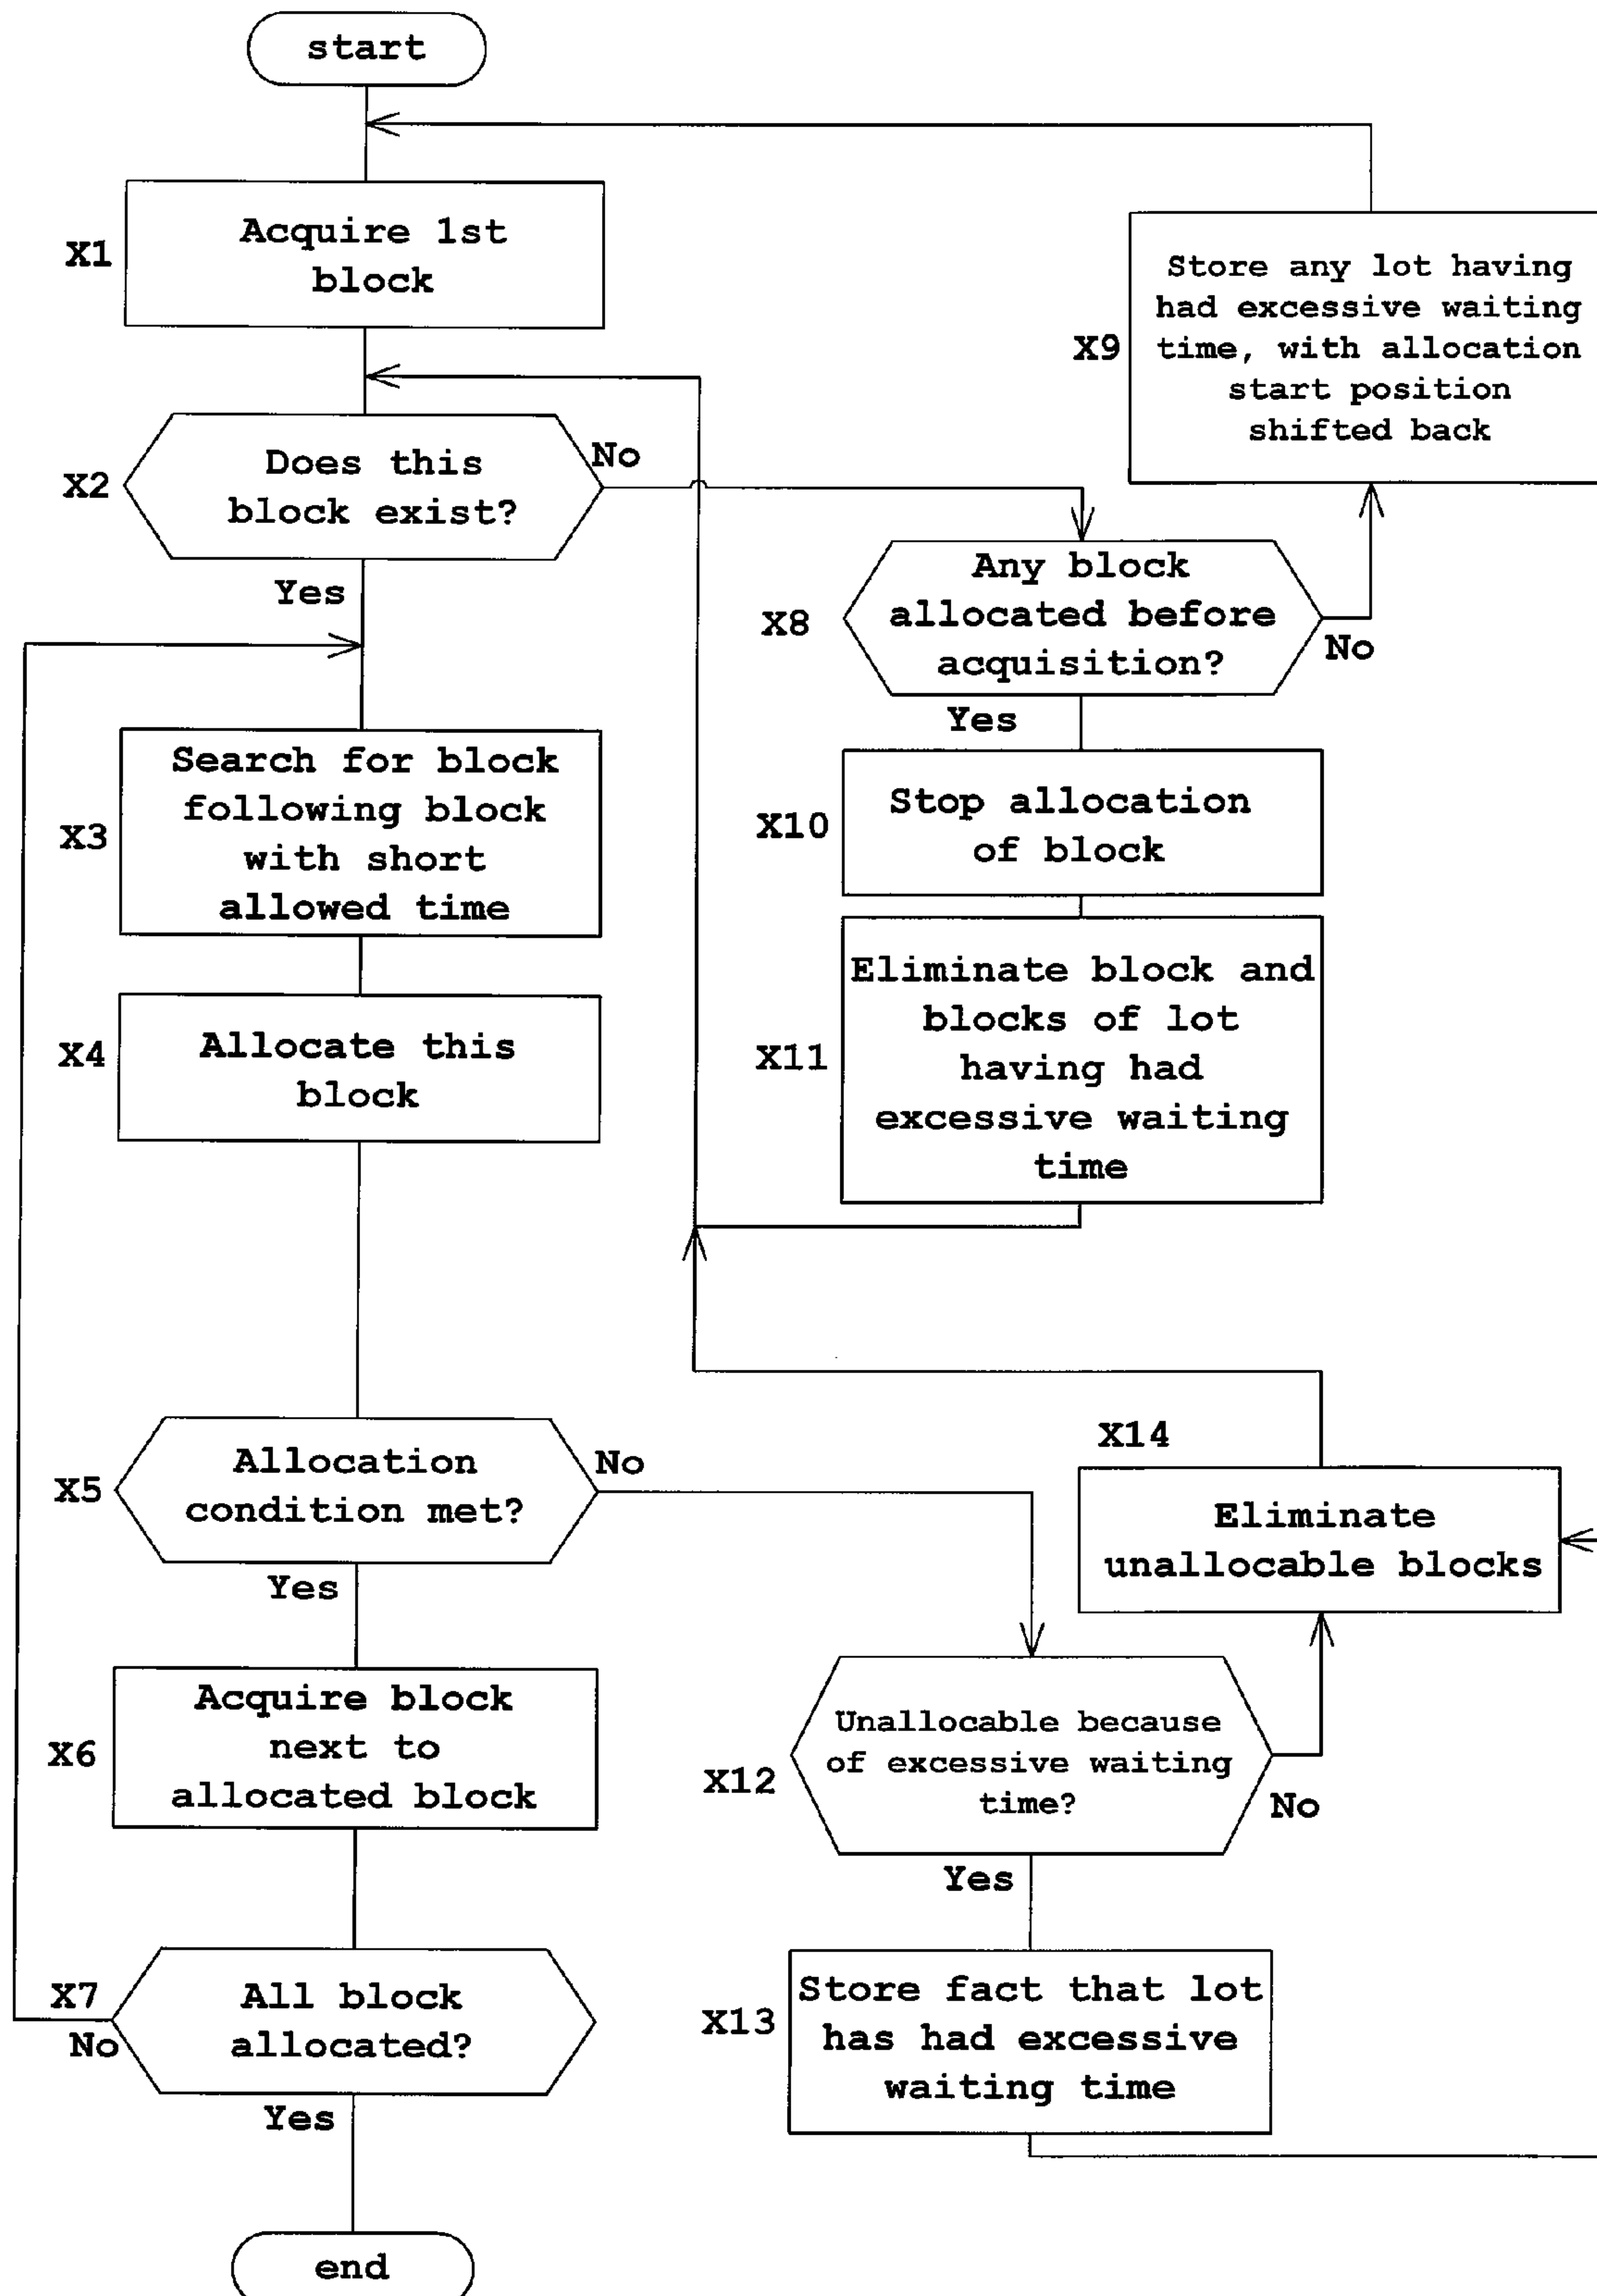 start
X1
Acquire 1st
block
X2
Does this
block exist?
No
Yes
X3
Search for block
following block
with short
allowed time
X4
Allocate this
block
X5
Allocation
condition met?
No
Yes
X6
Acquire block
next to
allocated block
X7
No
All block
allocated?
Yes
end
X9
Store any lot having
had excessive waiting
time, with allocation
start position
shifted back
X8
Any block
allocated before
acquisition?
No
Yes
X10
Stop allocation
of block
X11
Eliminate block and
blocks of lot
having had
excessive waiting
time
X14
Eliminate
unallocable blocks
X12
Unallocable because
of excessive waiting
time?
No
Yes
X13
Store fact that lot
has had excessive
waiting time